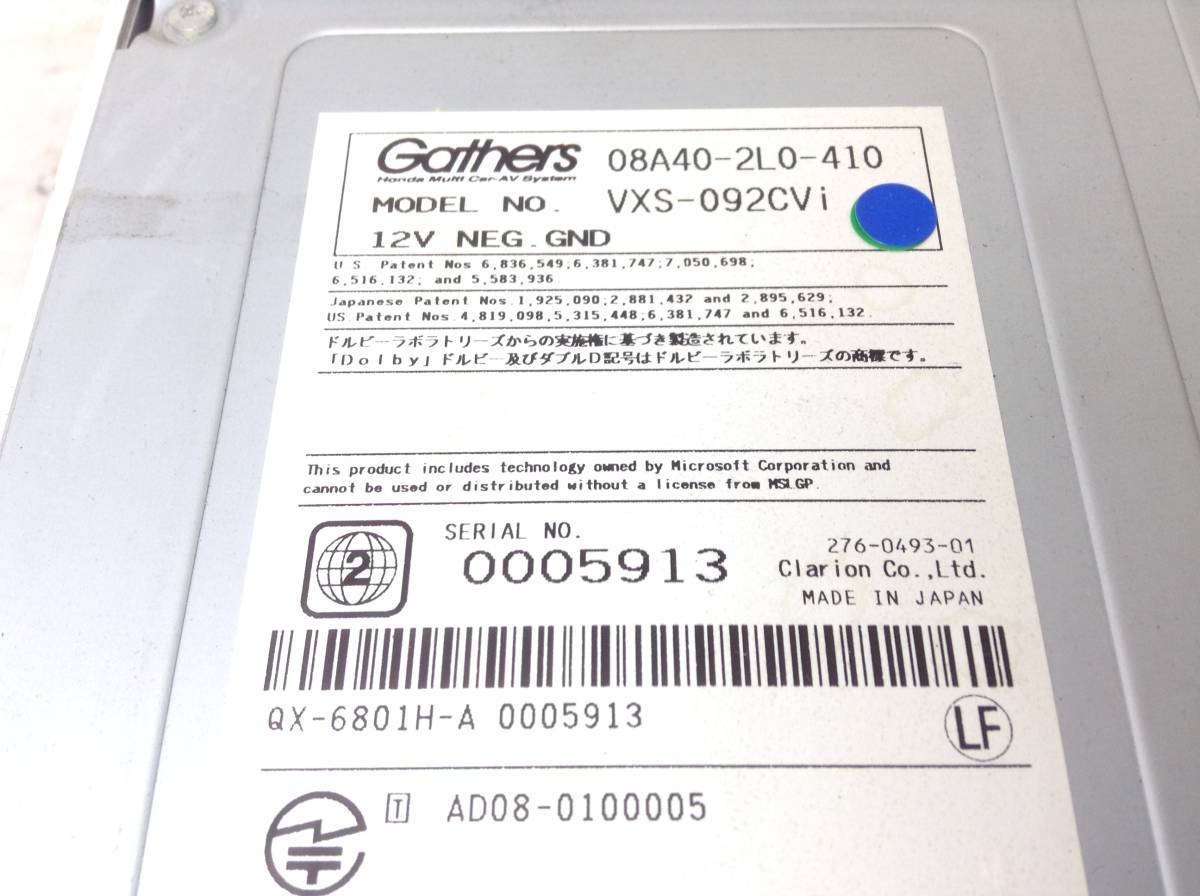 Gathers 08A40-2L0-410
Honda Multi Car-AV System
MODEL NO. VXS-092CVi
12V NEG.GND
U S Patent Nos 6,836,549;6,381,747;7,050,698;
6,516,132; and 5,583,936
Japanese Patent Nos.1,925,090;2,881,432 and 2,895,629;
US Patent Nos.4,819,098,5,315,448;6,381,747 and 6,516,132.
ドルビーラボラトリーズからの実施権に基づき製造されています。
「Dolby」ドルビー及びダブルD記号はドルビーラボラトリーズの商標です。
This product includes technology owned by Microsoft Corporation and
cannot be used or distributed without a license from MSLGP.
2
SERIAL NO.
0005913
276-0493-01
Clarion Co.,Ltd.
MADE IN JAPAN
QX-6801H-A 0005913
LF
T AD08-0100005